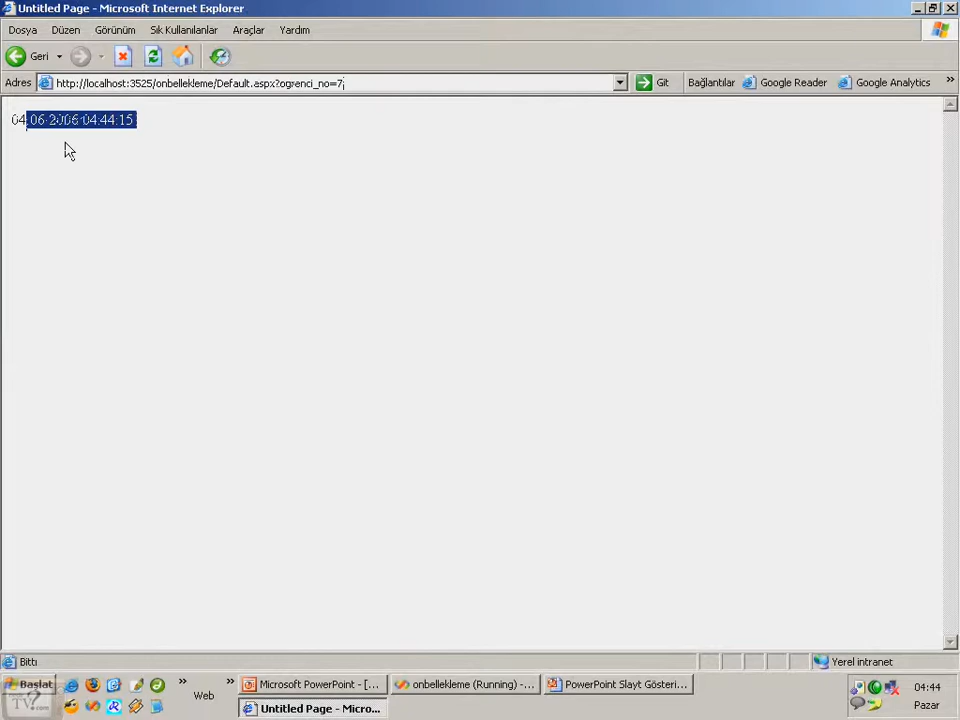 Untitled Page - Microsoft Internet Explorer
Dosya Düzen Görünüm Sık Kullanılanlar Araçlar Yardım
Geri
Adres http://localhost:3525/onbellekleme/Default.aspx?ogrenci_no=7 Git Bağlantılar Google Reader Google Analytics »
04.06.2006 04:44:15
Bitti Yerel intranet
Başlat » Web » Microsoft PowerPoint - [... onbellekleme (Running) -... PowerPoint Slayt Gösteri... 04:44
TV?.com Untitled Page - Micro... Pazar